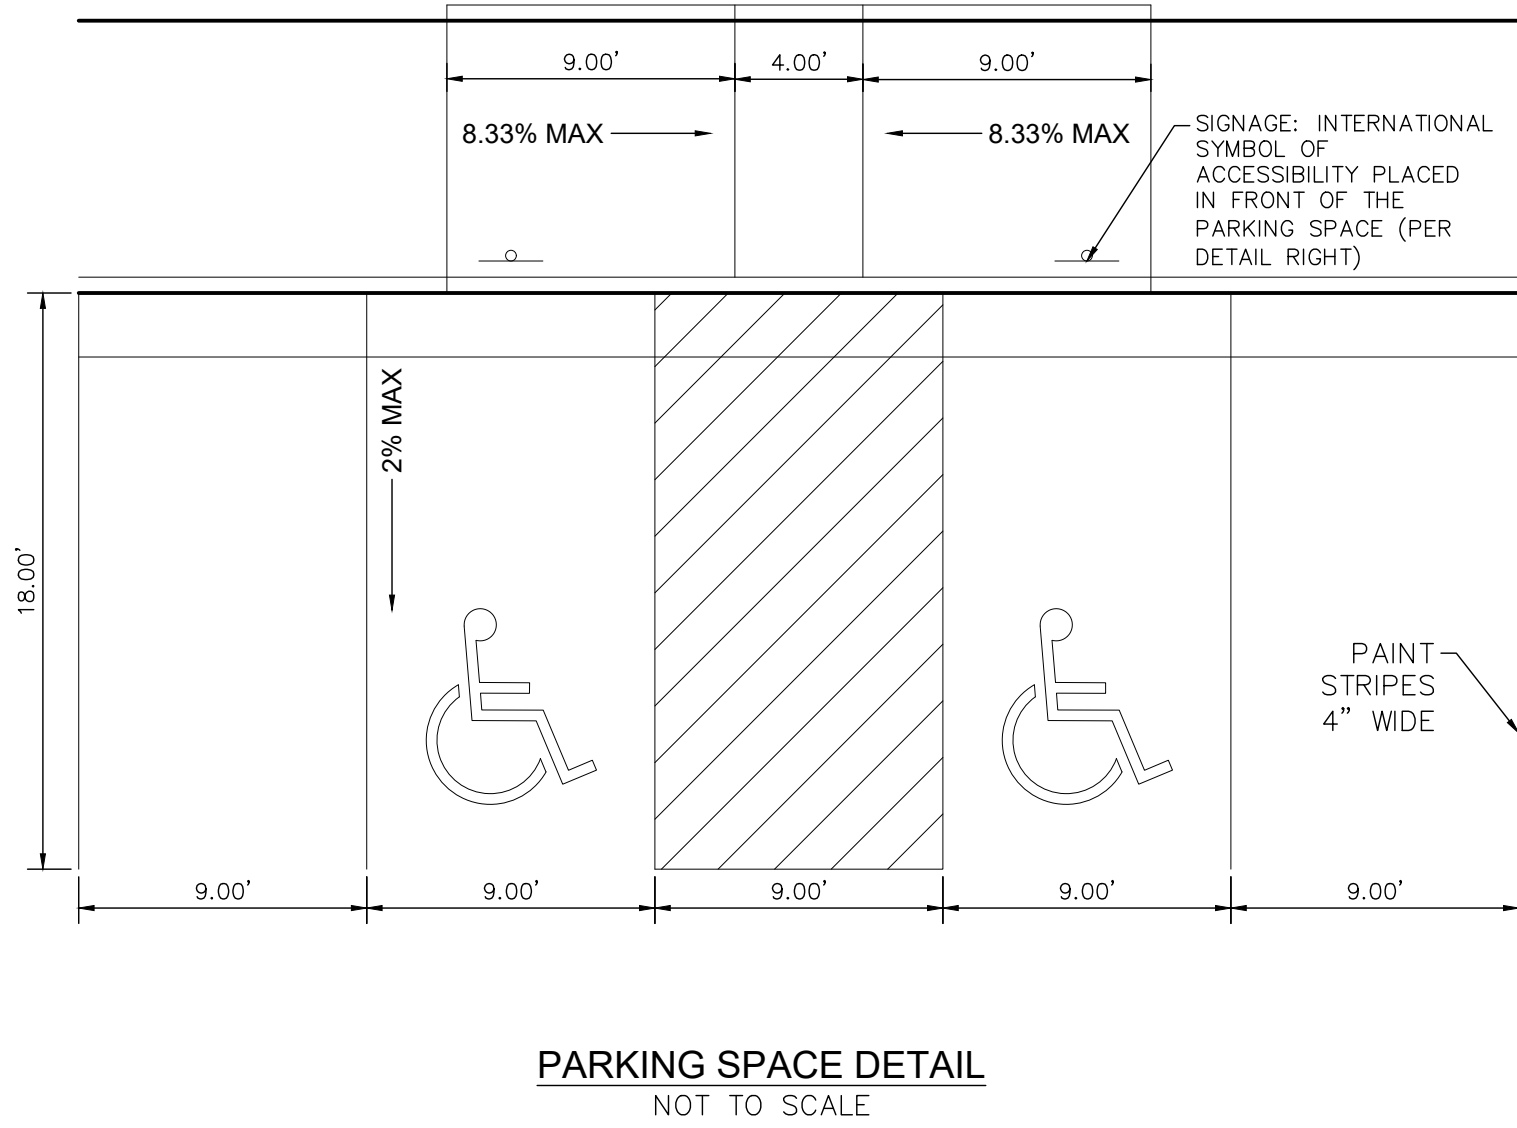 9.00' 4.00' 9.00'
8.33% MAX 8.33% MAX
SIGNAGE: INTERNATIONAL
SYMBOL OF
ACCESSIBILITY PLACED
IN FRONT OF THE
PARKING SPACE (PER
DETAIL RIGHT)
2% MAX
18.00'
PAINT
STRIPES
4" WIDE
9.00' 9.00' 9.00' 9.00' 9.00'
PARKING SPACE DETAIL
NOT TO SCALE